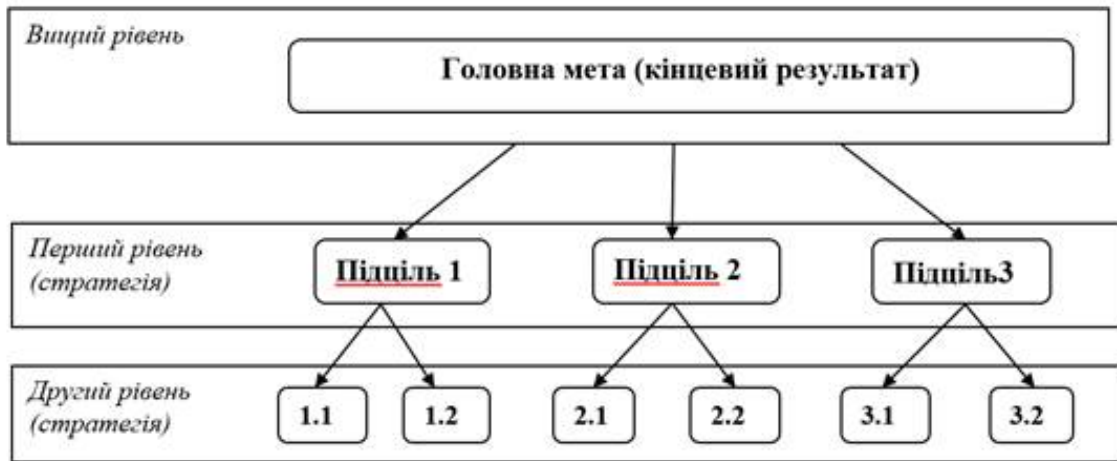 Вищий рівень
Головна мета (кінцевий результат)
Перший рівень
(стратегія)
Підціль 1
Підціль 2
Підціль3
Другий рівень
(стратегія)
1.1
1.2
2.1
2.2
3.1
3.2